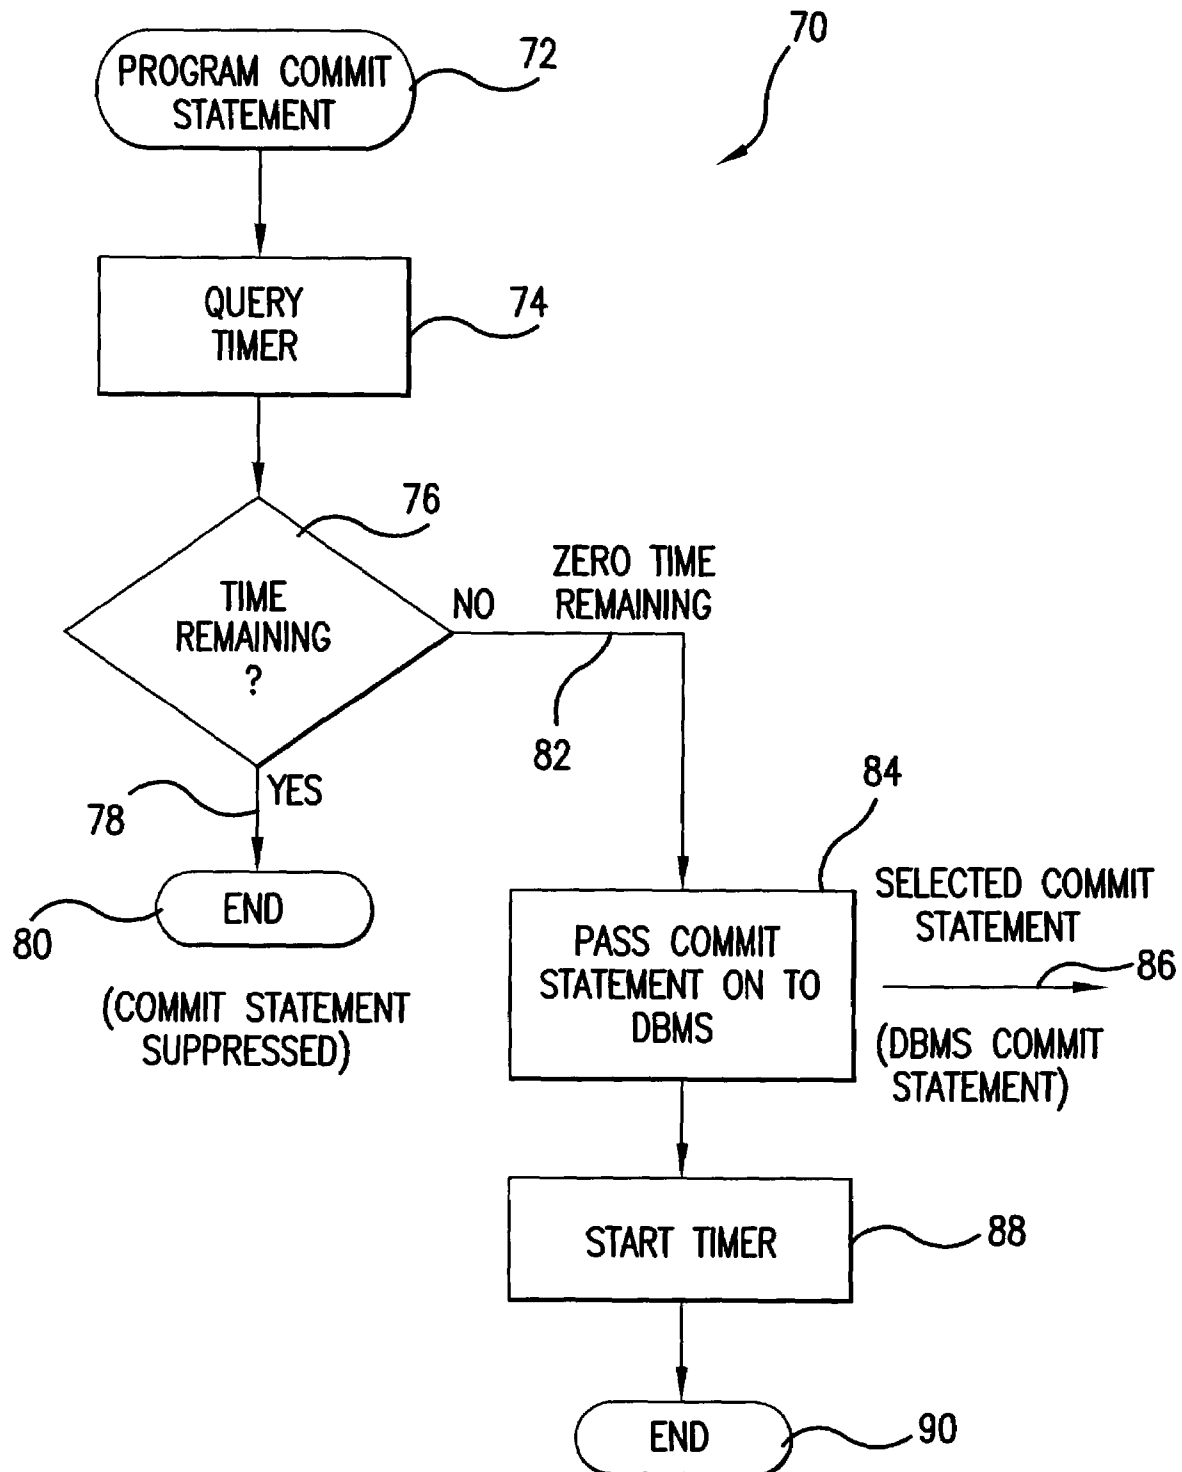 70
PROGRAM COMMIT
STATEMENT
72
QUERY
TIMER
74
76
TIME
REMAINING
?
NO
ZERO TIME
REMAINING
82
YES
78
END
80
(COMMIT STATEMENT
SUPPRESSED)
84
PASS COMMIT
STATEMENT ON TO
DBMS
SELECTED COMMIT
STATEMENT
86
(DBMS COMMIT
STATEMENT)
START TIMER
88
END
90